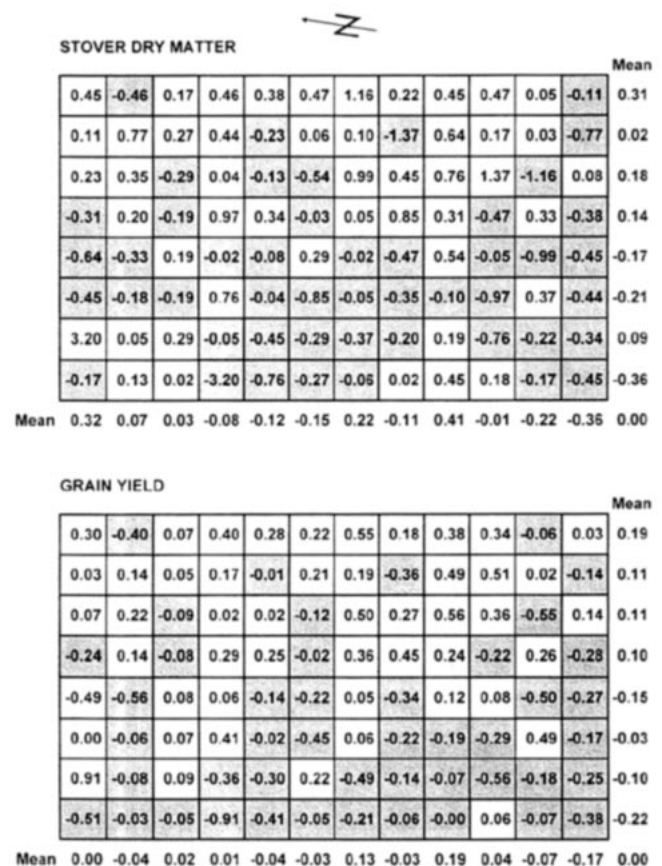 N
STOVER DRY MATTER
Mean
0.45 -0.46 0.17 0.46 0.38 0.47 1.16 0.22 0.45 0.47 0.05 -0.11 0.31
0.11 0.77 0.27 0.44 -0.23 0.06 0.10 -1.37 0.64 0.17 0.03 -0.77 0.02
0.23 0.35 -0.29 0.04 -0.13 -0.54 0.99 0.45 0.76 1.37 -1.16 0.08 0.18
-0.31 0.20 -0.19 0.97 0.34 -0.03 0.05 0.85 0.31 -0.47 0.33 -0.38 0.14
-0.64 -0.33 0.19 -0.02 -0.08 0.29 -0.02 -0.47 0.54 -0.05 -0.99 -0.45 -0.17
-0.45 -0.18 -0.19 0.76 -0.04 -0.85 -0.05 -0.35 -0.10 -0.97 0.37 -0.44 -0.21
3.20 0.05 0.29 -0.05 -0.45 -0.29 -0.37 -0.20 0.19 -0.76 -0.22 -0.34 0.09
-0.17 0.13 0.02 -3.20 -0.76 -0.27 -0.06 0.02 0.45 0.18 -0.17 -0.45 -0.36
Mean 0.32 0.07 0.03 -0.08 -0.12 -0.15 0.22 -0.11 0.41 -0.01 -0.22 -0.36 0.00
GRAIN YIELD
Mean
0.30 -0.40 0.07 0.40 0.28 0.22 0.55 0.18 0.38 0.34 -0.06 0.03 0.19
0.03 0.14 0.05 0.17 -0.01 0.21 0.19 -0.36 0.49 0.51 0.02 -0.14 0.11
0.07 0.22 -0.09 0.02 0.02 -0.12 0.50 0.27 0.56 0.36 -0.55 0.14 0.11
-0.24 0.14 -0.08 0.29 0.25 -0.02 0.36 0.45 0.24 -0.22 0.26 -0.28 0.10
-0.49 -0.56 0.08 0.06 -0.14 -0.22 0.05 -0.34 0.12 0.08 -0.50 -0.27 -0.15
0.00 -0.06 0.07 0.41 -0.02 -0.45 0.06 -0.22 -0.19 -0.29 0.49 -0.17 -0.03
0.91 -0.08 0.09 -0.36 -0.30 0.22 -0.49 -0.14 -0.07 -0.56 -0.18 -0.25 -0.10
-0.51 -0.03 -0.05 -0.91 -0.41 -0.05 -0.21 -0.06 -0.00 0.06 -0.07 -0.38 -0.22
Mean 0.00 -0.04 0.02 0.01 -0.04 -0.03 0.13 -0.03 0.19 0.04 -0.07 -0.17 0.00